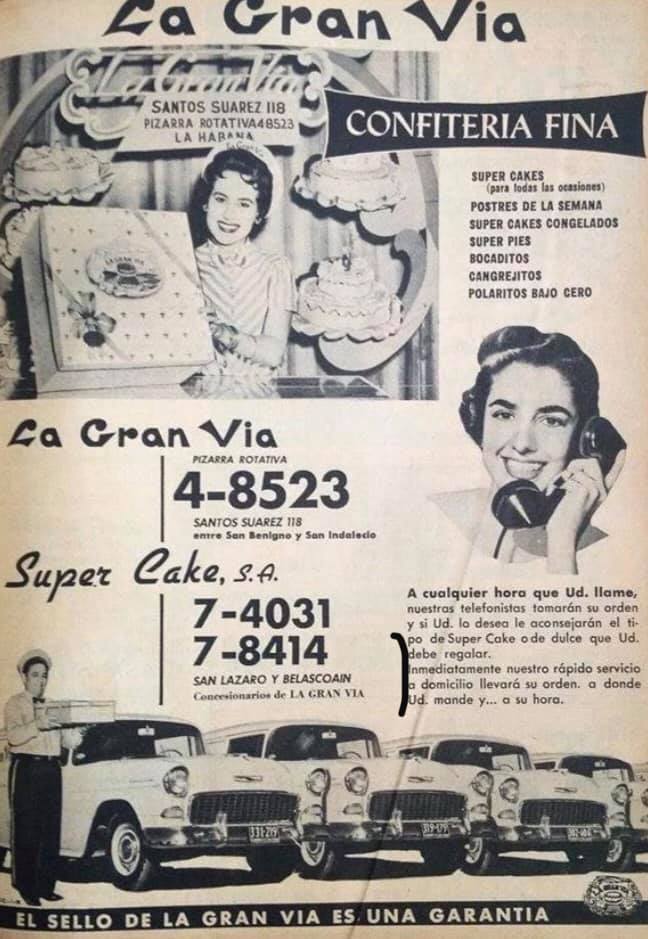 La Gran Via
La Gran Via
SANTOS SUAREZ 118
PIZARRA ROTATIVA 48523
LA HABANA
CONFITERIA FINA
SUPER CAKES
(para todas las ocasiones)
POSTRES DE LA SEMANA
SUPER CAKES CONGELADOS
SUPER PIES
BOCADITOS
CANGREJITOS
POLARITOS BAJO CERO
La Gran Via
PIZARRA ROTATIVA
4-8523
SANTOS SUAREZ 118
entre San Benigno y San Indalecio
Super Cake, S.A.
7-4031
7-8414
SAN LAZARO Y BELASCOAIN
Concesionarios de LA GRAN VIA
A cualquier hora que Ud. llame,
nuestras telefonistas tomarán su orden
y si Ud. lo desea le aconsejarán el ti-
po de Super Cake o de dulce que Ud.
debe regalar.
Inmediatamente nuestro rápido servicio
a domicilio llevará su orden. a donde
Ud. mande y... a su hora.
331-219
319-179
EL SELLO DE LA GRAN VIA ES UNA GARANTIA